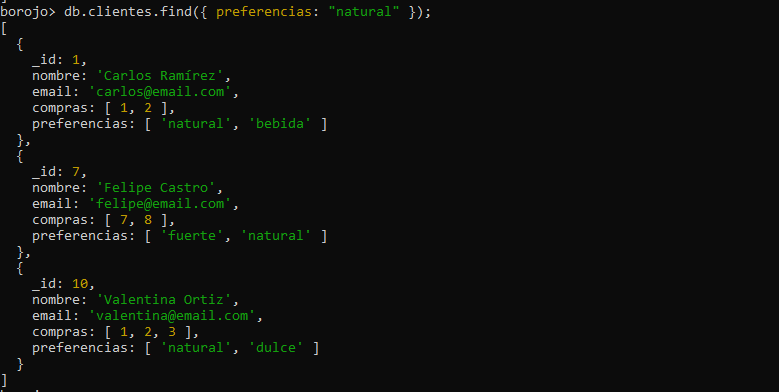 borojo> db.clientes.find({ preferencias: "natural" });
[
  {
    _id: 1,
    nombre: 'Carlos Ramírez',
    email: 'carlos@email.com',
    compras: [ 1, 2 ],
    preferencias: [ 'natural', 'bebida' ]
  },
  {
    _id: 7,
    nombre: 'Felipe Castro',
    email: 'felipe@email.com',
    compras: [ 7, 8 ],
    preferencias: [ 'fuerte', 'natural' ]
  },
  {
    _id: 10,
    nombre: 'Valentina Ortiz',
    email: 'valentina@email.com',
    compras: [ 1, 2, 3 ],
    preferencias: [ 'natural', 'dulce' ]
  }
]